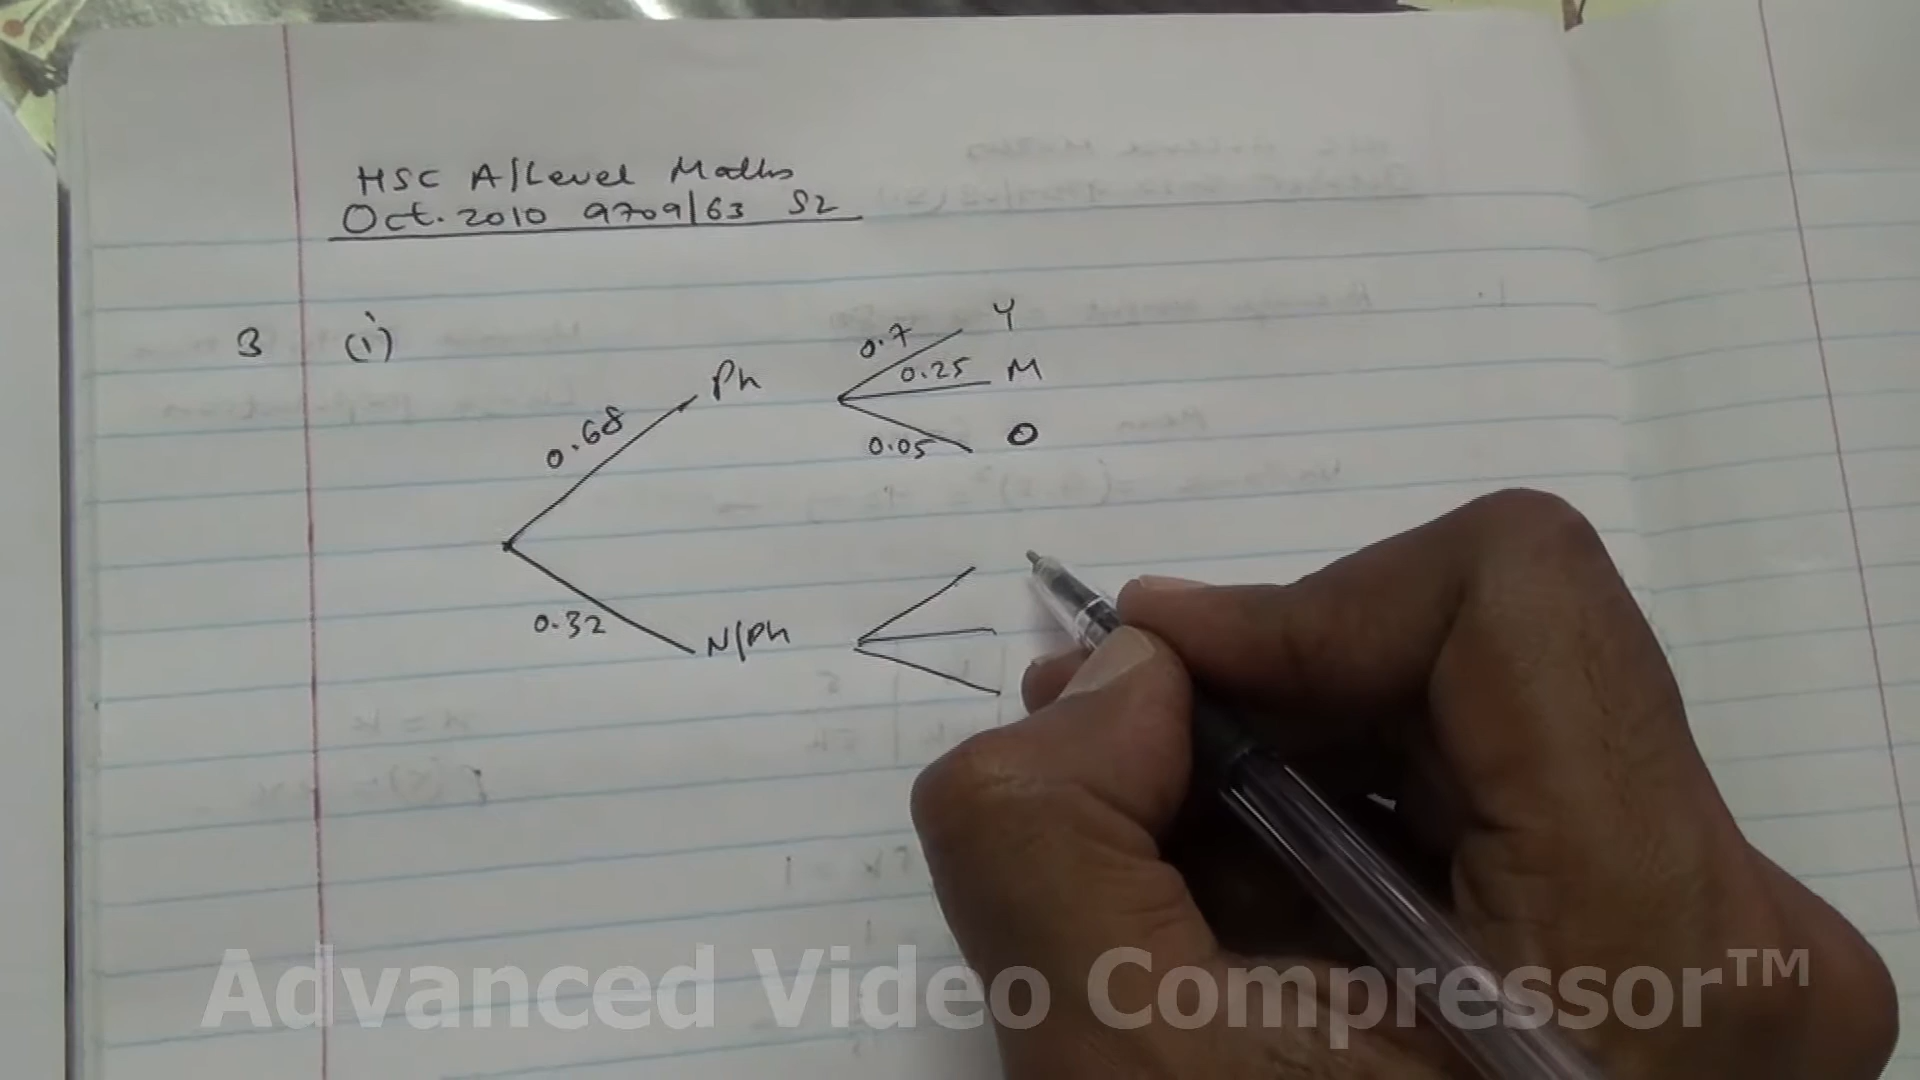 HSC A/Level Maths
Oct. 2010 9709/63 S2
3 (i)
0.68
Ph
0.7
Y
0.25
M
0.05
O
0.32
N/Ph
Advanced Video Compressor™